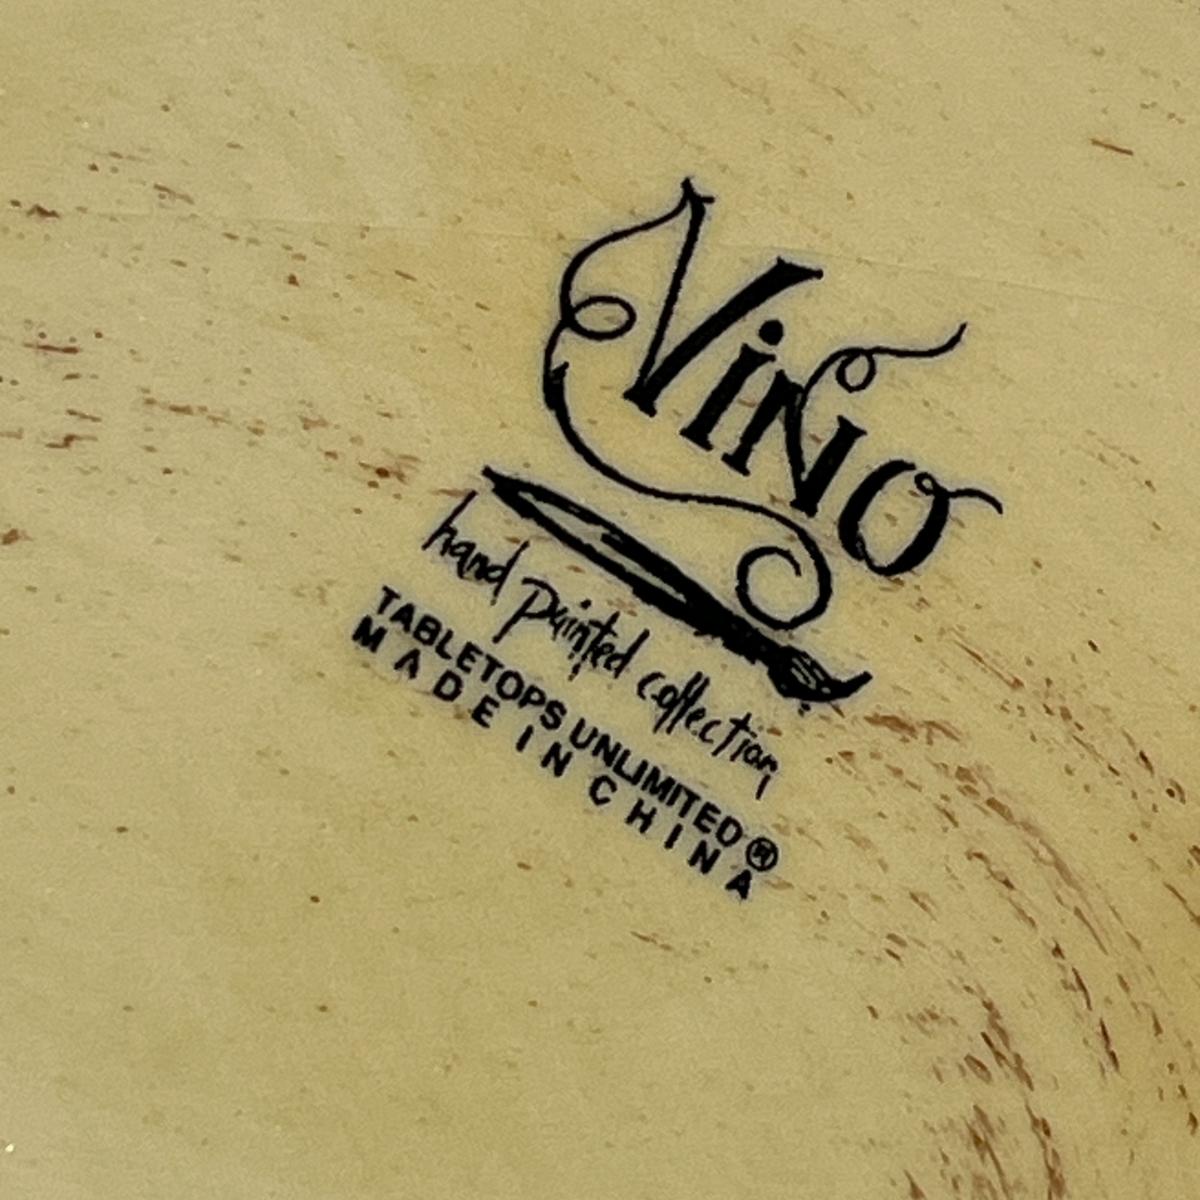 Vino
hand painted collection
TABLETOPS UNLIMITED®
MADE IN CHINA